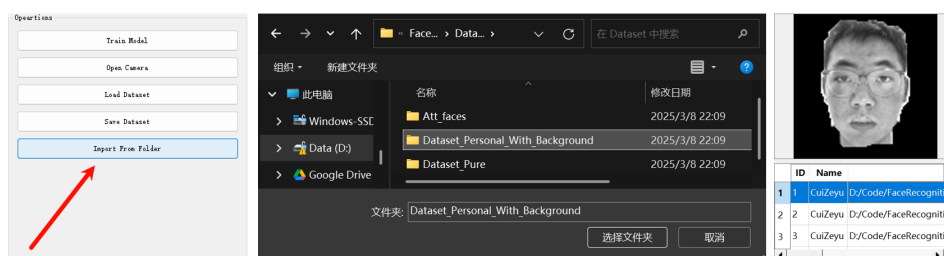 Opeartions
Train Model
Open Camera
Load Dataset
Save Dataset
Import From Folder
« Face... › Data... ›
在 Dataset 中搜索
组织
新建文件夹
名称
修改日期
此电脑
Windows-SSD
Data (D:)
Google Drive
Att_faces
2025/3/8 22:09
Dataset_Personal_With_Background
2025/3/8 22:09
Dataset_Pure
2025/3/8 22:09
文件夹: Dataset_Personal_With_Background
选择文件夹
取消
ID Name
1 1 CuiZeyu D:/Code/FaceRecogniti
2 2 CuiZeyu D:/Code/FaceRecogniti
3 3 CuiZeyu D:/Code/FaceRecogniti